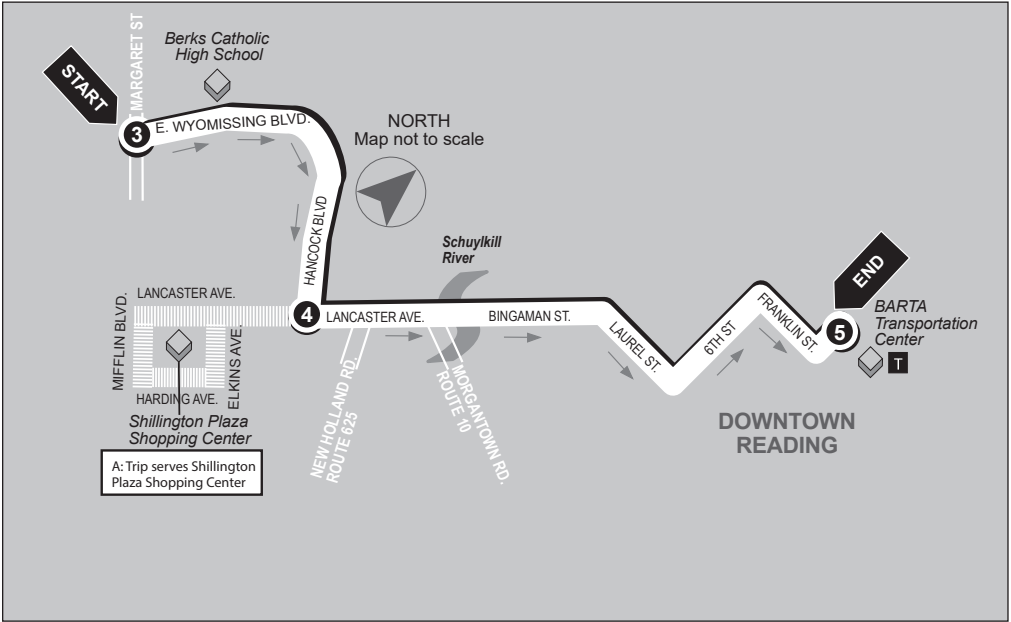 MARGARET ST
Berks Catholic
High School
START
3
E. WYOMISSING BLVD.
NORTH
Map not to scale
HANCOCK BLVD
Schuylkill
River
END
BARTA
Transportation
Center
T
5
LANCASTER AVE.
4
LANCASTER AVE.
BINGAMAN ST.
LAUREL ST.
6TH ST
FRANKLIN ST.
MIFFLIN BLVD.
ELKINS AVE.
HARDING AVE.
NEW HOLLAND RD.
ROUTE 625
MORGANTOWN RD.
ROUTE 10
DOWNTOWN
READING
Shillington Plaza
Shopping Center
A: Trip serves Shillington
Plaza Shopping Center